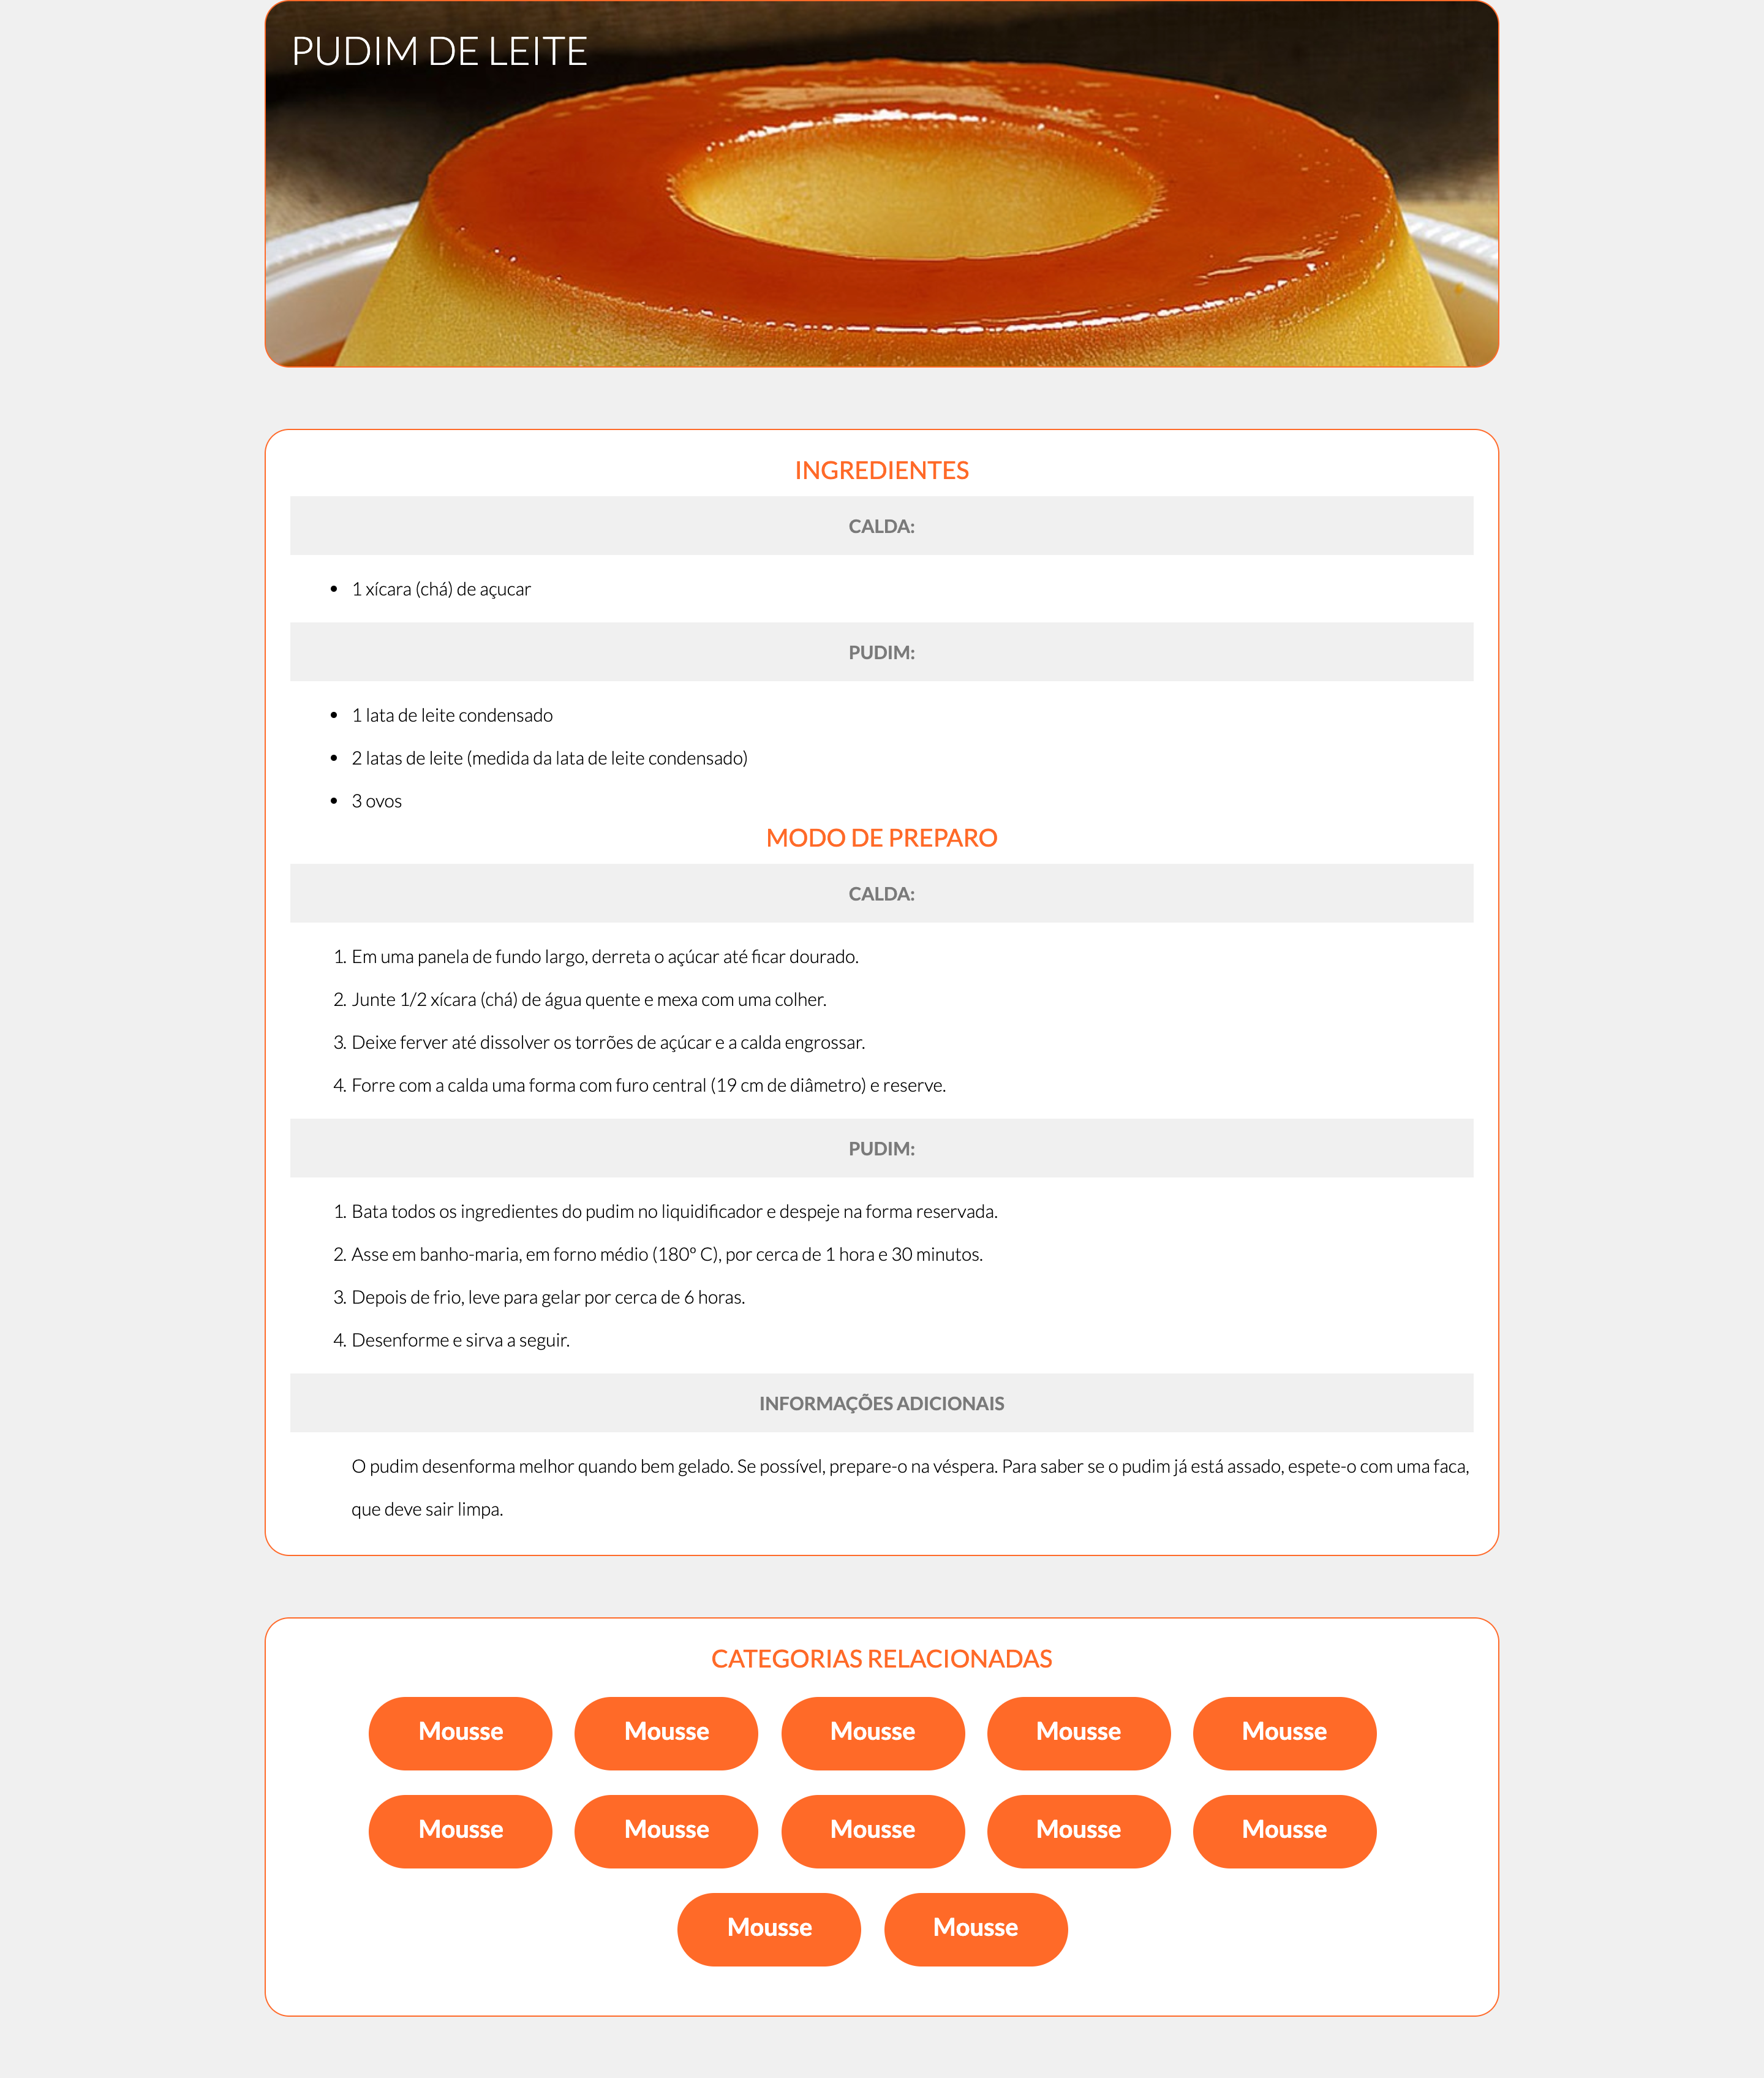 PUDIM DE LEITE
INGREDIENTES
CALDA:
• 1 xícara (chá) de açucar
PUDIM:
• 1 lata de leite condensado
• 2 latas de leite (medida da lata de leite condensado)
• 3 ovos
MODO DE PREPARO
CALDA:
1. Em uma panela de fundo largo, derreta o açúcar até ficar dourado.
2. Junte 1/2 xícara (chá) de água quente e mexa com uma colher.
3. Deixe ferver até dissolver os torrões de açúcar e a calda engrossar.
4. Forre com a calda uma forma com furo central (19 cm de diâmetro) e reserve.
PUDIM:
1. Bata todos os ingredientes do pudim no liquidificador e despeje na forma reservada.
2. Asse em banho-maria, em forno médio (180º C), por cerca de 1 hora e 30 minutos.
3. Depois de frio, leve para gelar por cerca de 6 horas.
4. Desenforme e sirva a seguir.
INFORMAÇÕES ADICIONAIS
O pudim desenforma melhor quando bem gelado. Se possível, prepare-o na véspera. Para saber se o pudim já está assado, espete-o com uma faca,
que deve sair limpa.
CATEGORIAS RELACIONADAS
Mousse Mousse Mousse Mousse Mousse
Mousse Mousse Mousse Mousse Mousse
Mousse Mousse